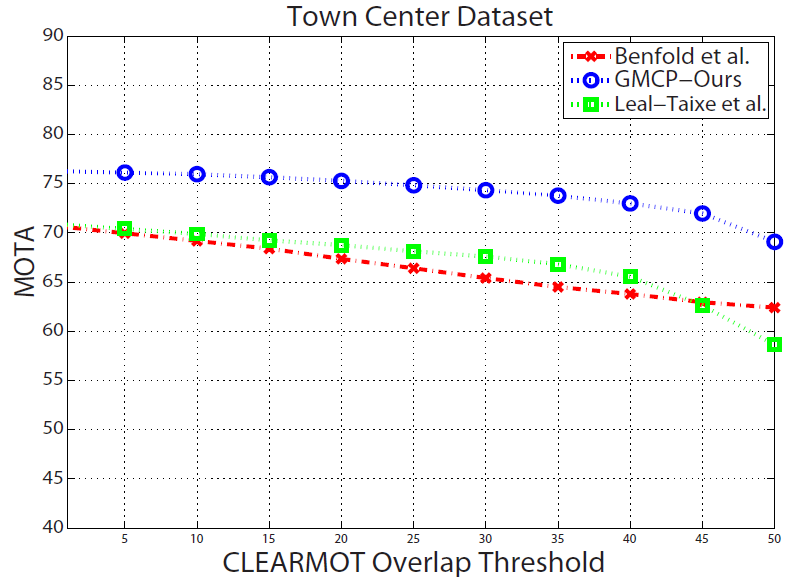 Town Center Dataset
Benfold et al.
GMCP−Ours
Leal−Taixe et al.
MOTA
90
85
80
75
70
65
60
55
50
45
40
5 10 15 20 25 30 35 40 45 50
CLEARMOT Overlap Threshold